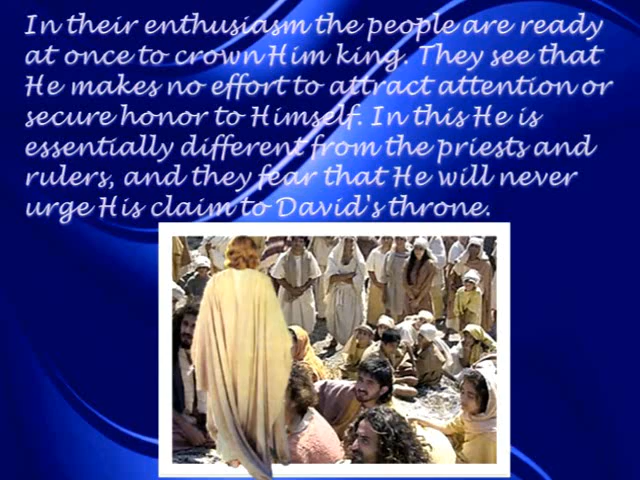 In their enthusiasm the people are ready
at once to crown Him king. They see that
He makes no effort to attract attention or
secure honor to Himself. In this He is
essentially different from the priests and
rulers, and they fear that He will never
urge His claim to David's throne.